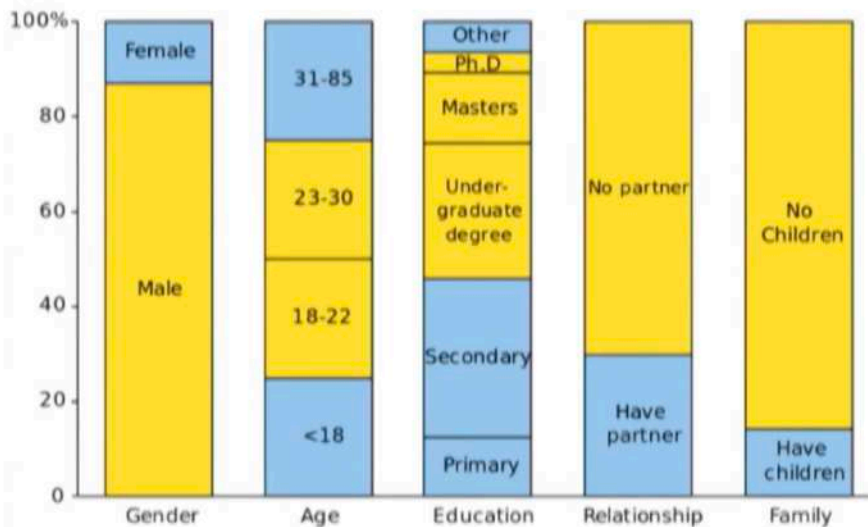 100%
80
60
40
20
0
Female
Male
Gender
31-85
23-30
18-22
<18
Age
Other
Ph.D
Masters
Under-
graduate
degree
Secondary
Primary
Education
No partner
Have
partner
Relationship
No
Children
Have
children
Family